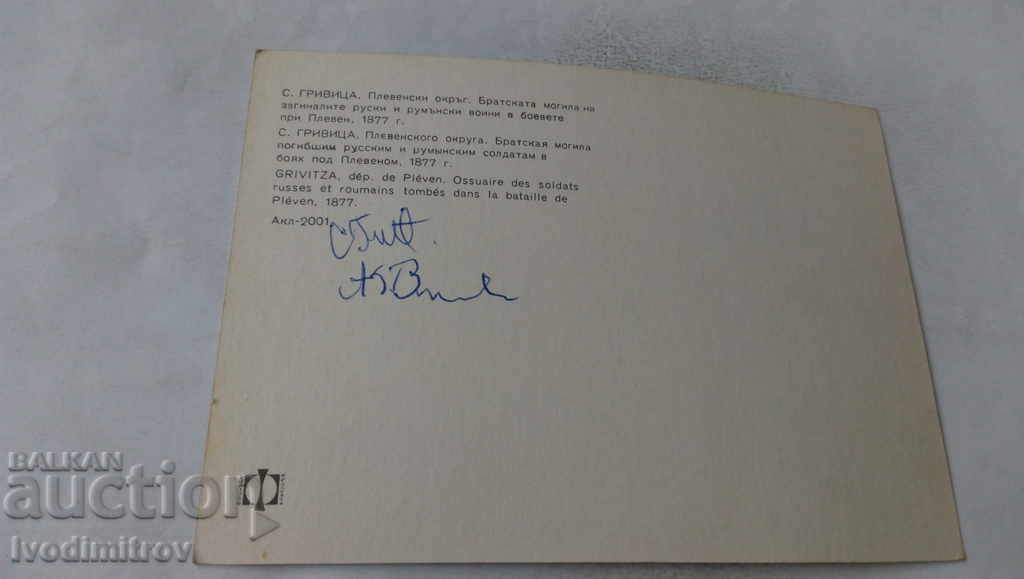 С. ГРИВИЦА. Плевенски окръг. Братската могила на
загиналите руски и румънски воини в боевете
при Плевен, 1877 г.
С. ГРИВИЦА. Плевенского округа. Братская могила
погибшим русским и румынским солдатам в
боях под Плевеном, 1877 г.
GRIVITZA, dép. de Pléven. Ossuaire des soldats
russes et roumains tombés dans la bataille de
Pléven, 1877.
Акл-2001
BALKAN
auction
Ivodimitrov